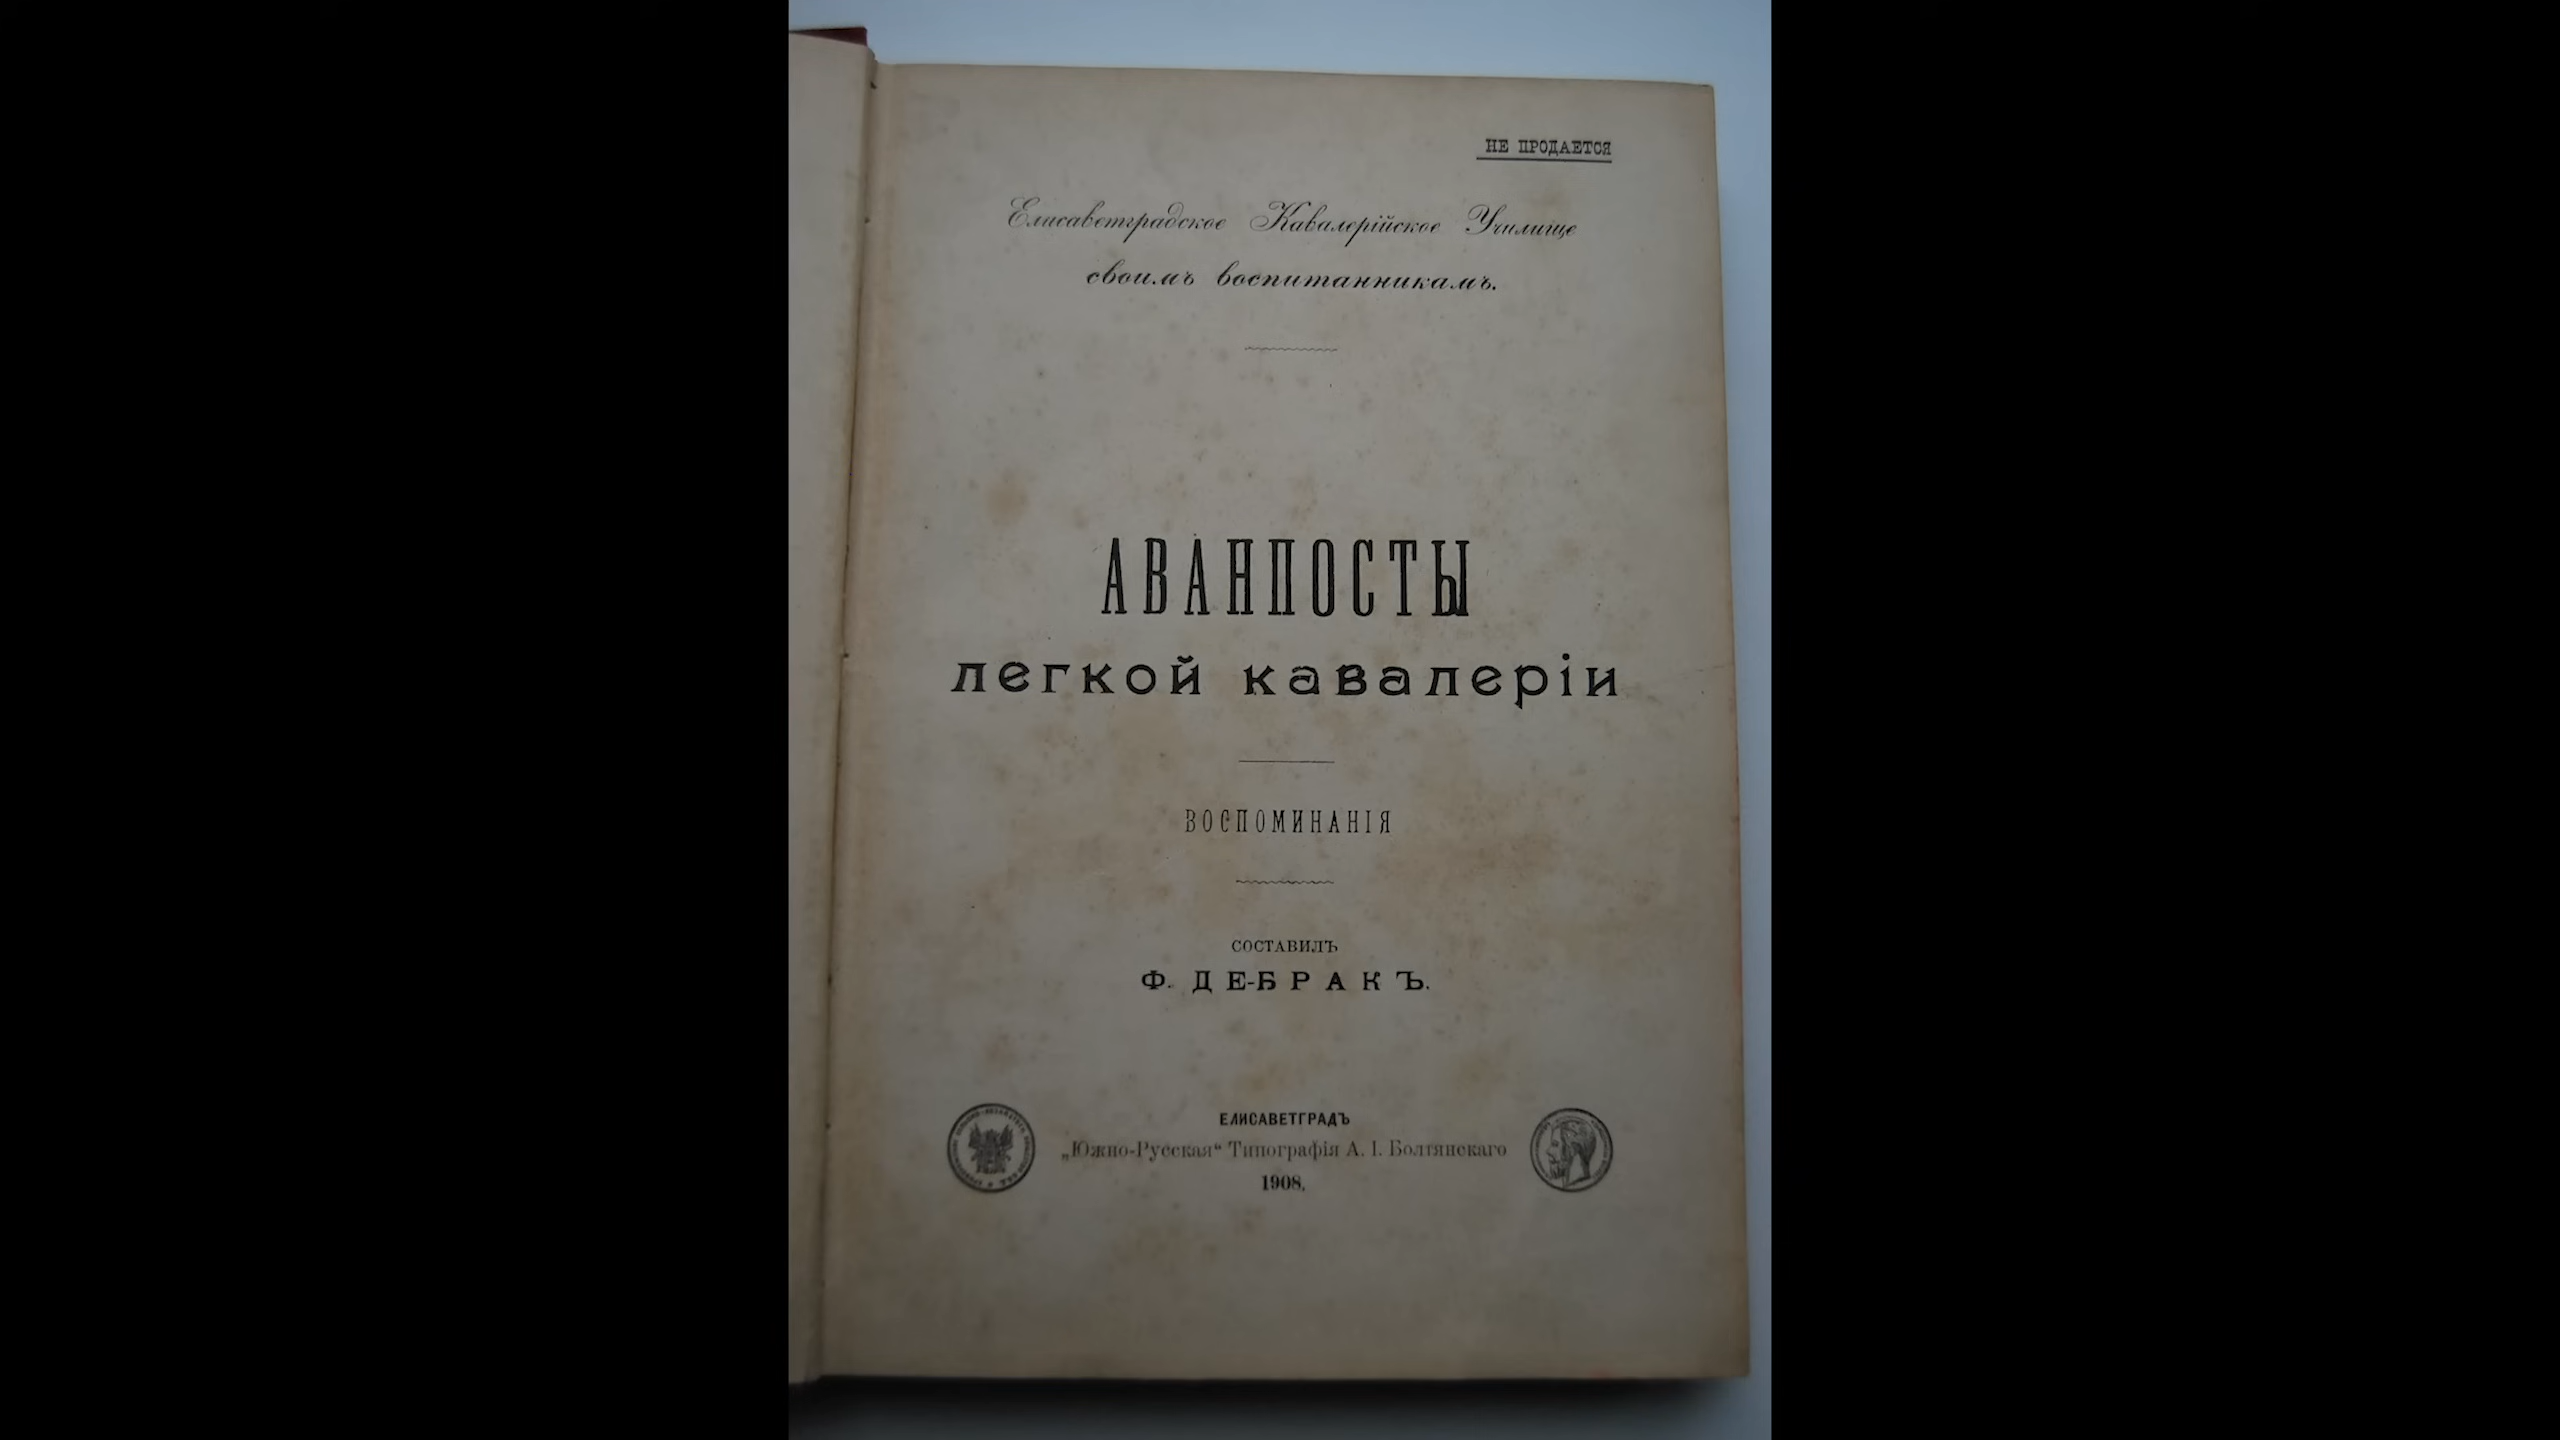 НЕ ПРОДАЕТСЯ
Елисаветградское Кавалерійское Училище
своимъ воспитанникамъ.
АВАНПОСТЫ
легкой кавалеріи
ВОСПОМИНАНІЯ
СОСТАВИЛЪ
Ф. ДЕ-БРАКЪ.
ЕЛИСАВЕТГРАДЪ
„Южно-Русская“ Типографія А. І. Болтянскаго
1908.